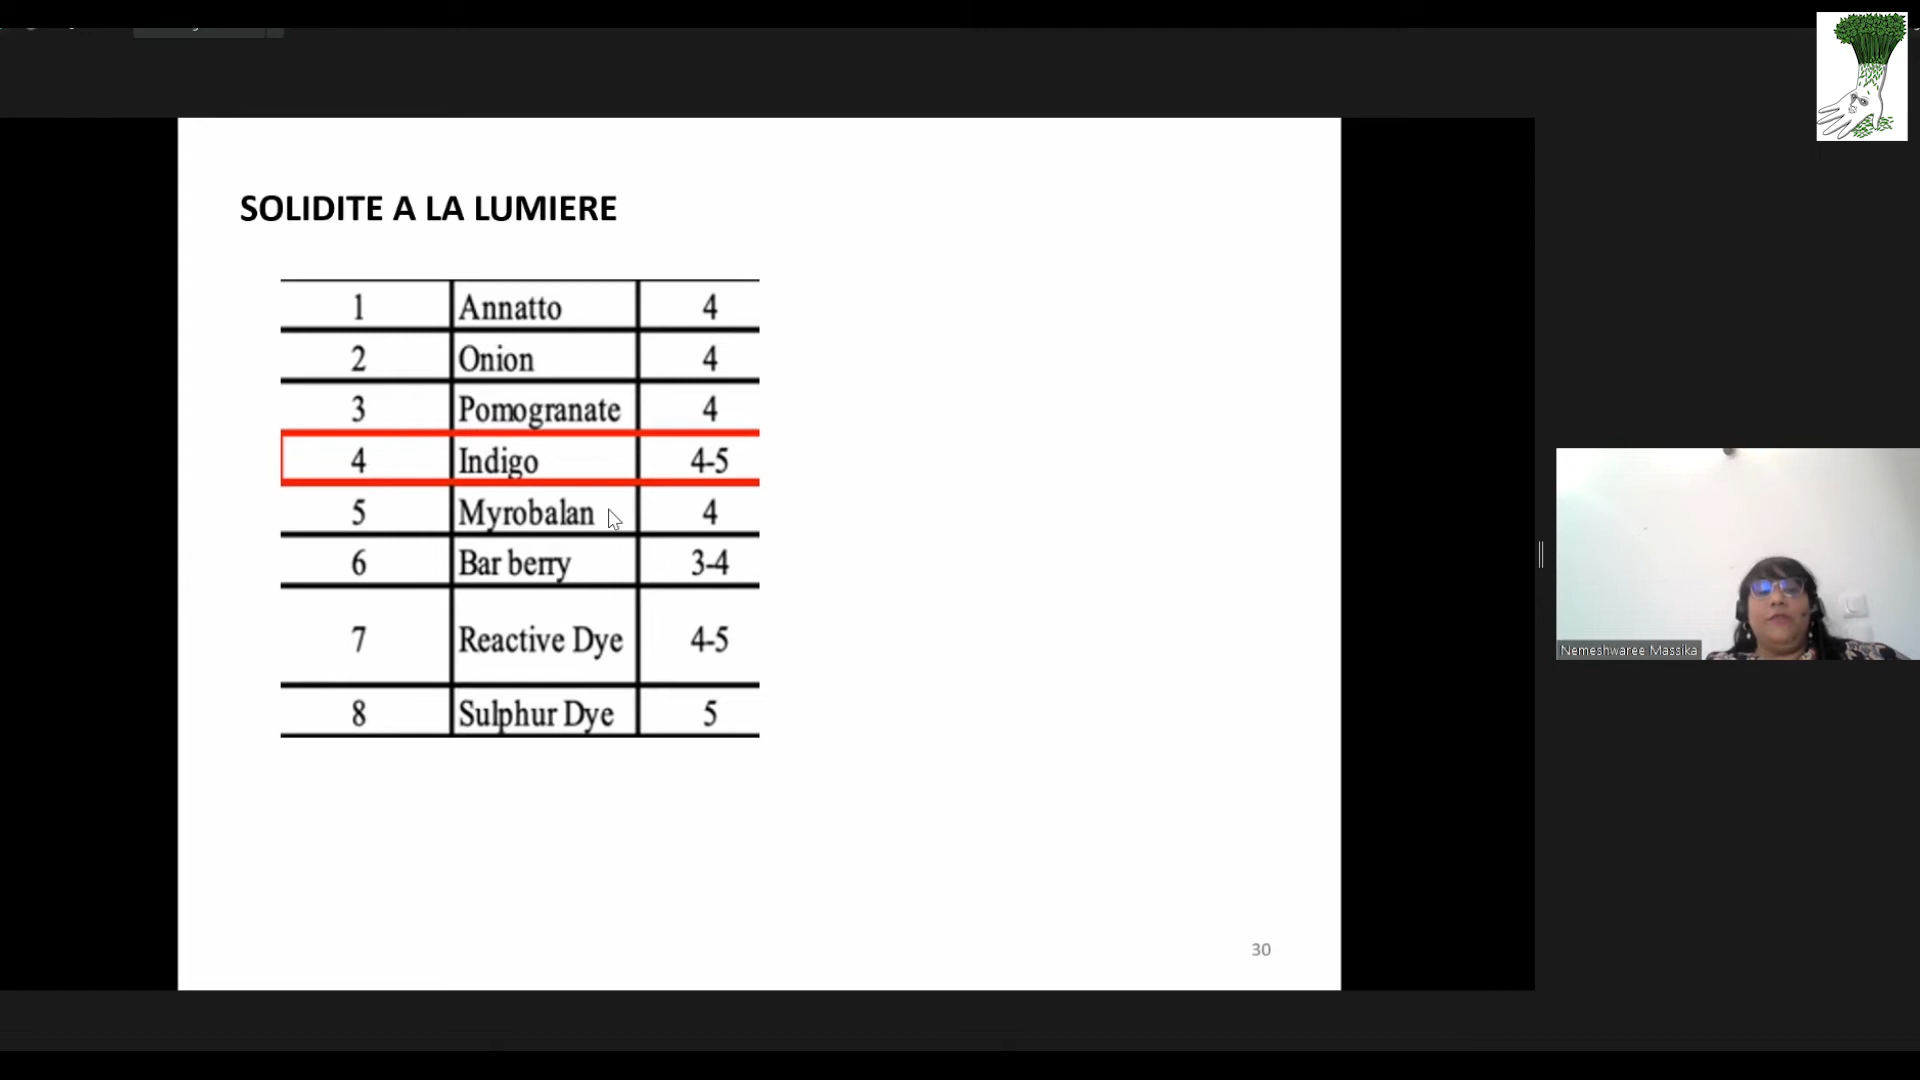 SOLIDITE A LA LUMIERE
1 Annatto 4
2 Onion 4
3 Pomogranate 4
4 Indigo 4-5
5 Myrobalan 4
6 Bar berry 3-4
7 Reactive Dye 4-5
8 Sulphur Dye 5
30
Nemeshwaree Massika